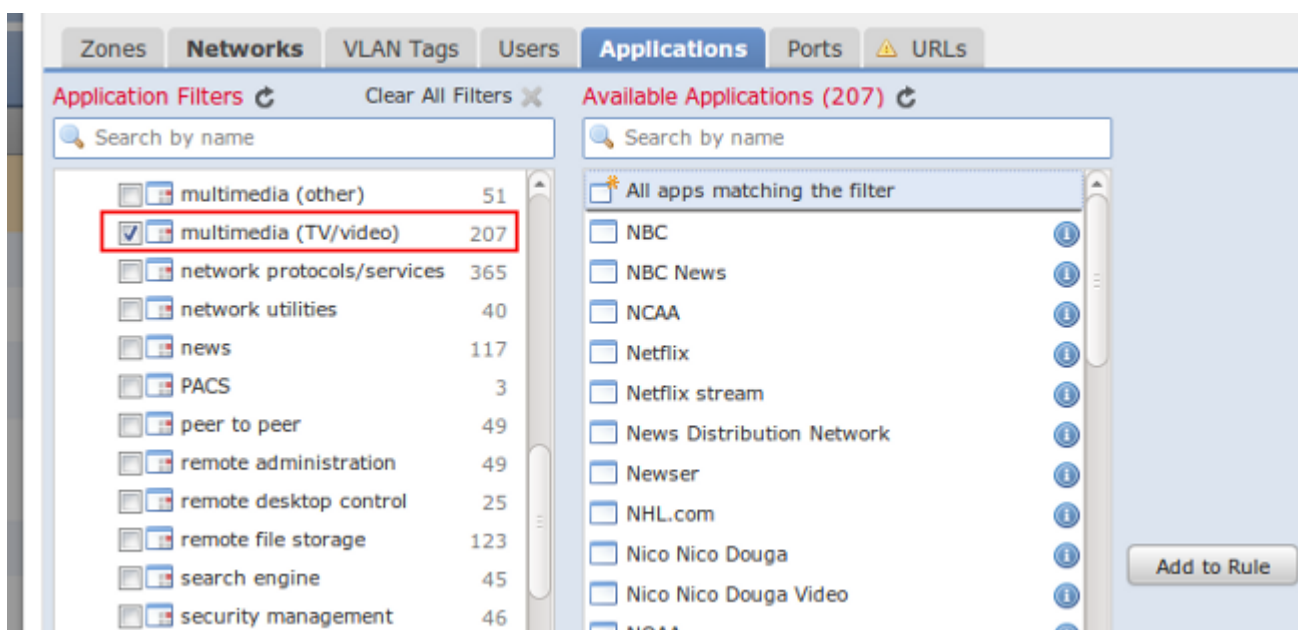 Zones Networks VLAN Tags Users Applications Ports URLs
Application Filters Clear All Filters
Search by name
multimedia (other) 51
multimedia (TV/video) 207
network protocols/services 365
network utilities 40
news 117
PACS 3
peer to peer 49
remote administration 49
remote desktop control 25
remote file storage 123
search engine 45
security management 46
Available Applications (207)
Search by name
All apps matching the filter
NBC
NBC News
NCAA
Netflix
Netflix stream
News Distribution Network
Newser
NHL.com
Nico Nico Douga
Nico Nico Douga Video
Add to Rule